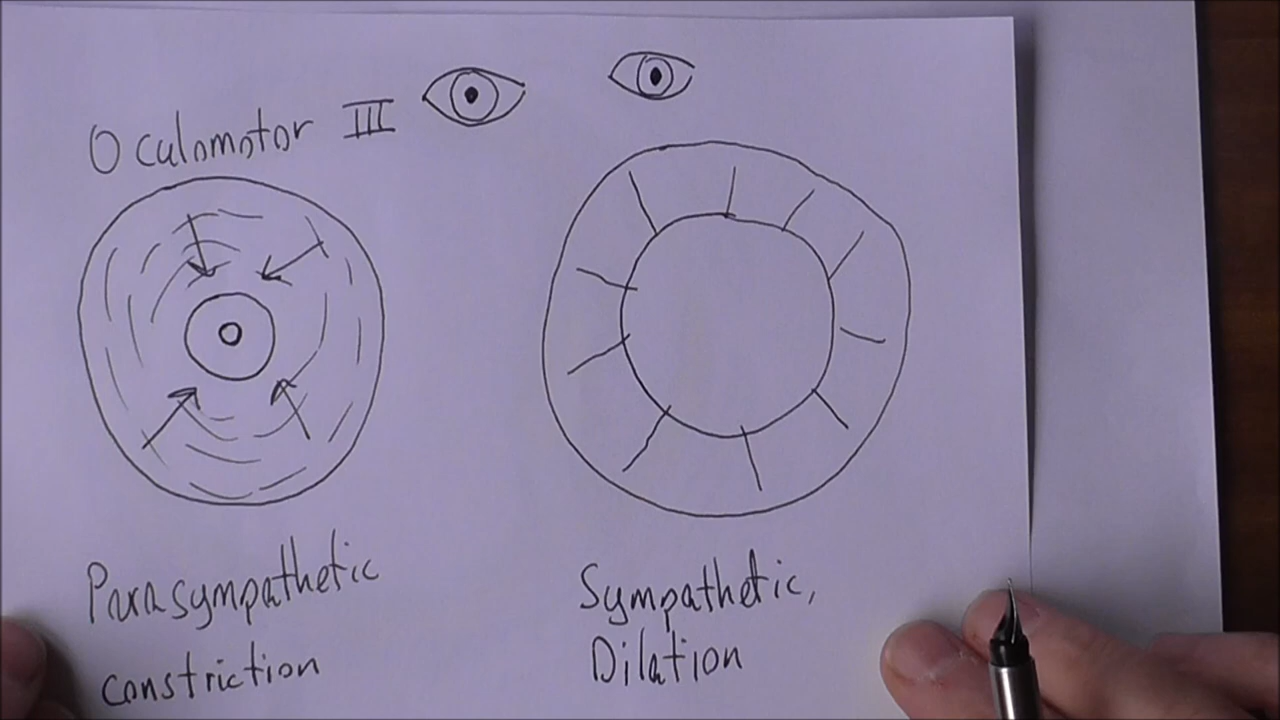 Oculomotor III
Parasympathetic
constriction
Sympathetic,
Dilation